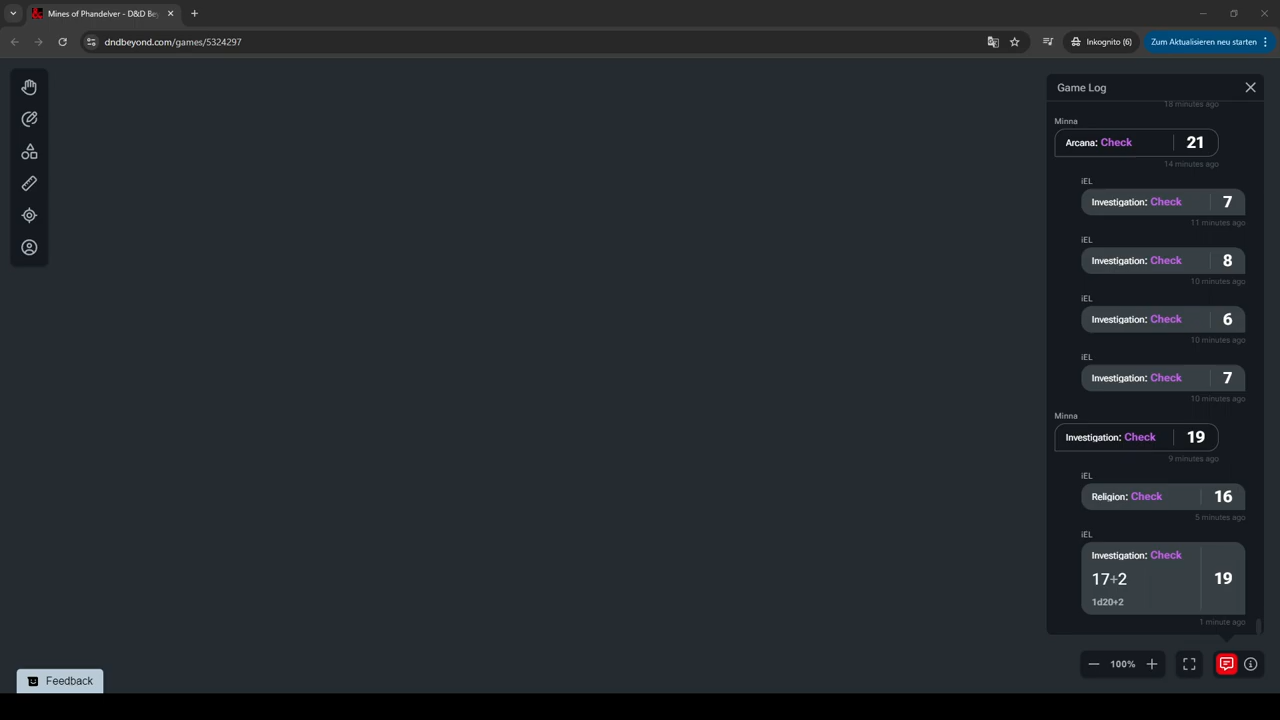 Mines of Phandelver - D&D Be
dndbeyond.com/games/5324297
Inkognito (6)
Zum Aktualisieren neu starten
Game Log
18 minutes ago
Minna
Arcana: Check
21
14 minutes ago
iEL
Investigation: Check
7
11 minutes ago
iEL
Investigation: Check
8
10 minutes ago
iEL
Investigation: Check
6
10 minutes ago
iEL
Investigation: Check
7
10 minutes ago
Minna
Investigation: Check
19
9 minutes ago
iEL
Religion: Check
16
5 minutes ago
iEL
Investigation: Check
17+2
19
1d20+2
1 minute ago
100%
Feedback